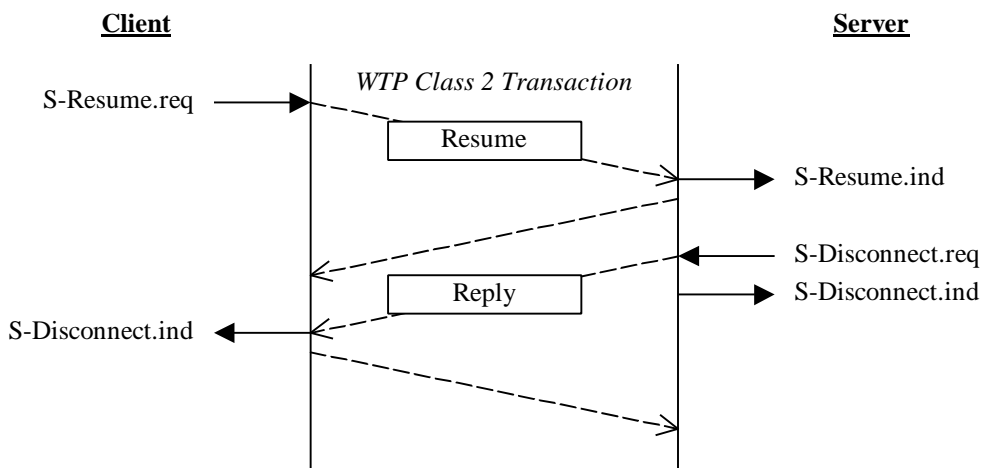 Client
Server
WTP Class 2 Transaction
S-Resume.req
Resume
S-Resume.ind
S-Disconnect.req
Reply
S-Disconnect.ind
S-Disconnect.ind